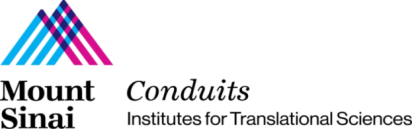 Mount
Sinai
Conduits
Institutes for Translational Sciences